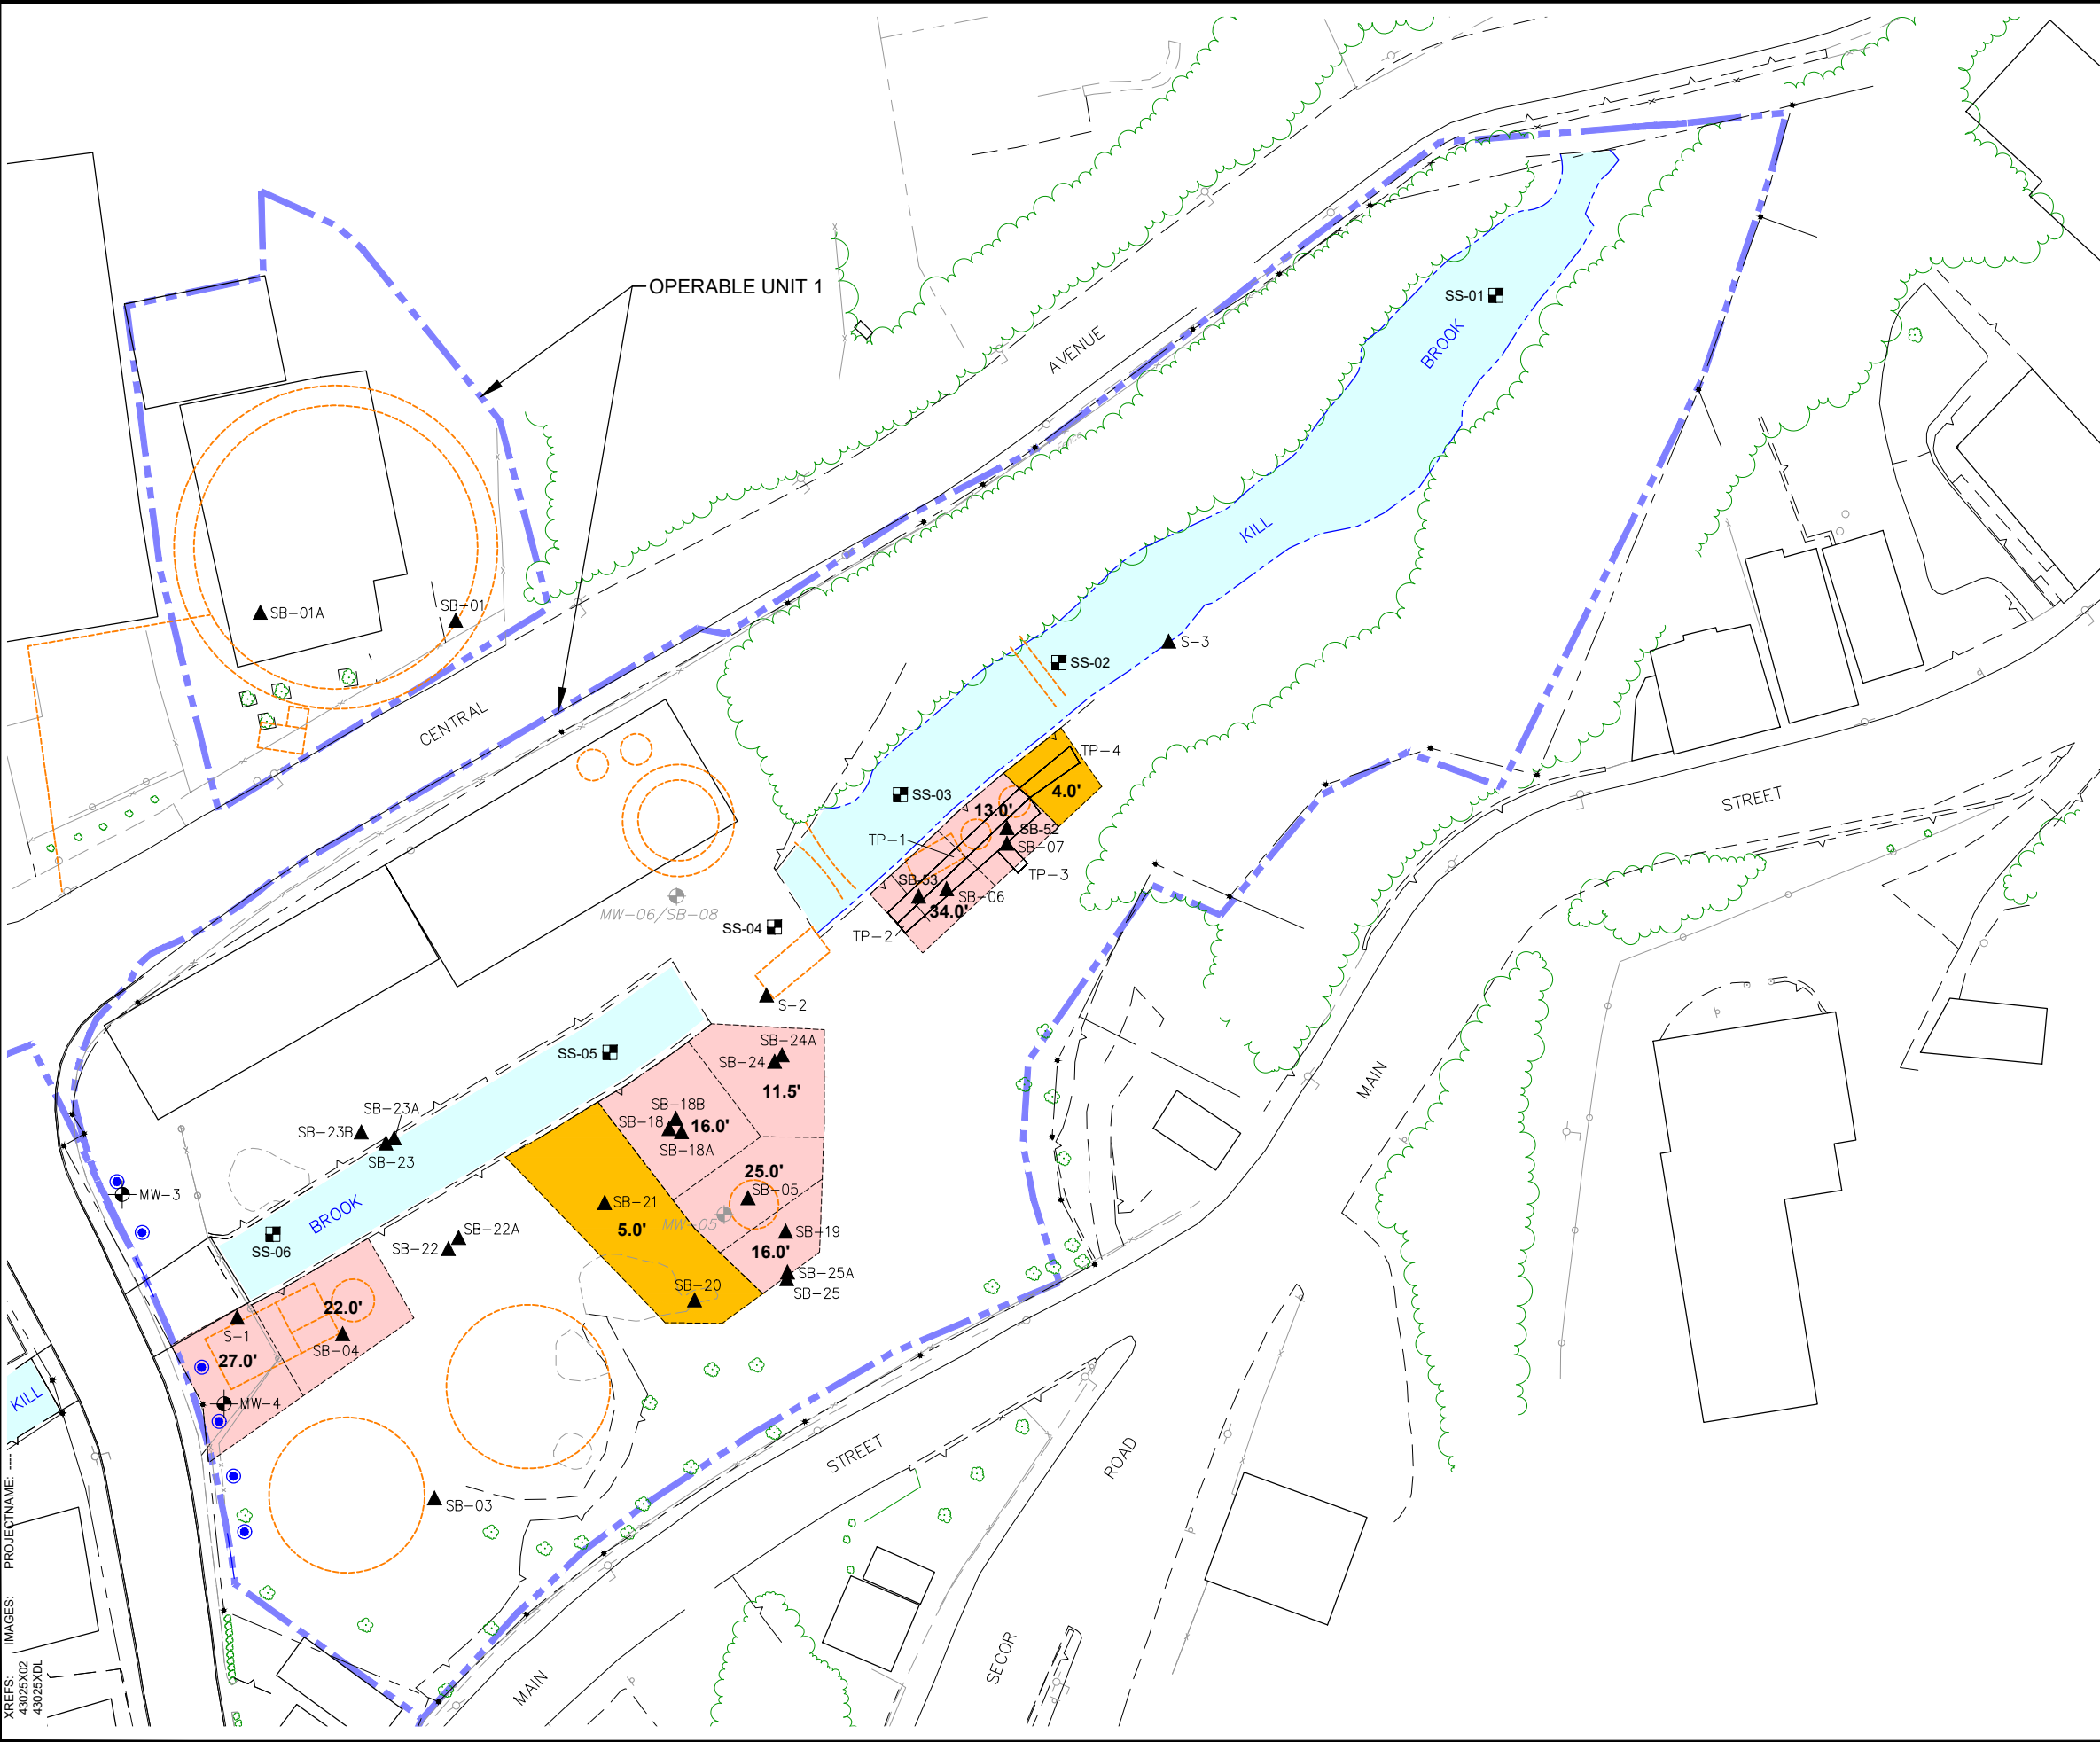 OPERABLE UNIT 1
SS-01
BROOK
AVENUE
KILL
SB-01A
SB-01
S-3
SS-02
CENTRAL
TP-4
SS-03
4.0'
13.0'
STREET
SB-52
TP-1
SB-07
TP-3
SB-53
SB-06
34.0'
MW-06/SB-08
SS-04
TP-2
S-2
SB-24A
SS-05
SB-24
MAIN
11.5'
SB-23A
SB-18B
SB-18
16.0'
SB-23B
SB-18A
SB-23
25.0'
MW-3
SB-05
SB-21
BROOK
MW-05
5.0'
SB-22A
SB-19
SS-06
SB-22
16.0'
SB-25A
SB-20
SB-25
22.0'
S-1
SB-04
27.0'
KILL
MW-4
STREET
ROAD
SB-03
SECOR
MAIN
XREFS: IMAGES: PROJECTNAME: ----
43025X02
43025XDL